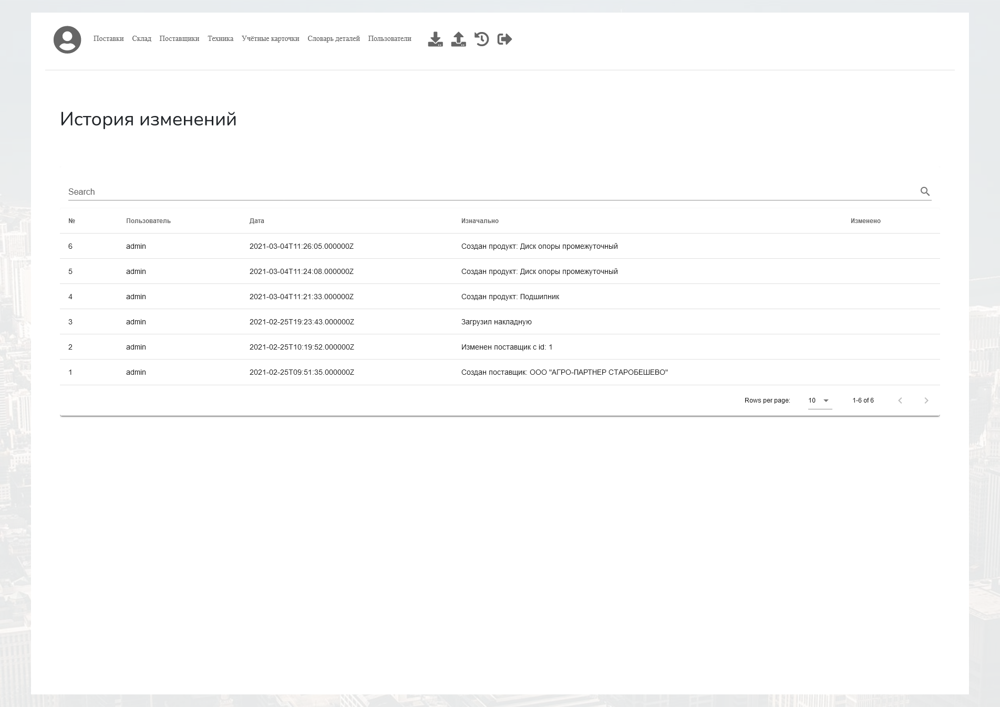 Поставки Склад Поставщики Техника Учётные карточки Словарь деталей Пользователи
История изменений
Search
№ Пользователь Дата Изначально Изменено
6 admin 2021-03-04T11:26:05.000000Z Создан продукт: Диск опоры промежуточный
5 admin 2021-03-04T11:24:08.000000Z Создан продукт: Диск опоры промежуточный
4 admin 2021-03-04T11:21:33.000000Z Создан продукт: Подшипник
3 admin 2021-02-25T19:23:43.000000Z Загрузил накладную
2 admin 2021-02-25T10:19:52.000000Z Изменен поставщик с id: 1
1 admin 2021-02-25T09:51:35.000000Z Создан поставщик: ООО "АГРО-ПАРТНЕР СТАРОБЕШЕВО"
Rows per page: 10 1-6 of 6